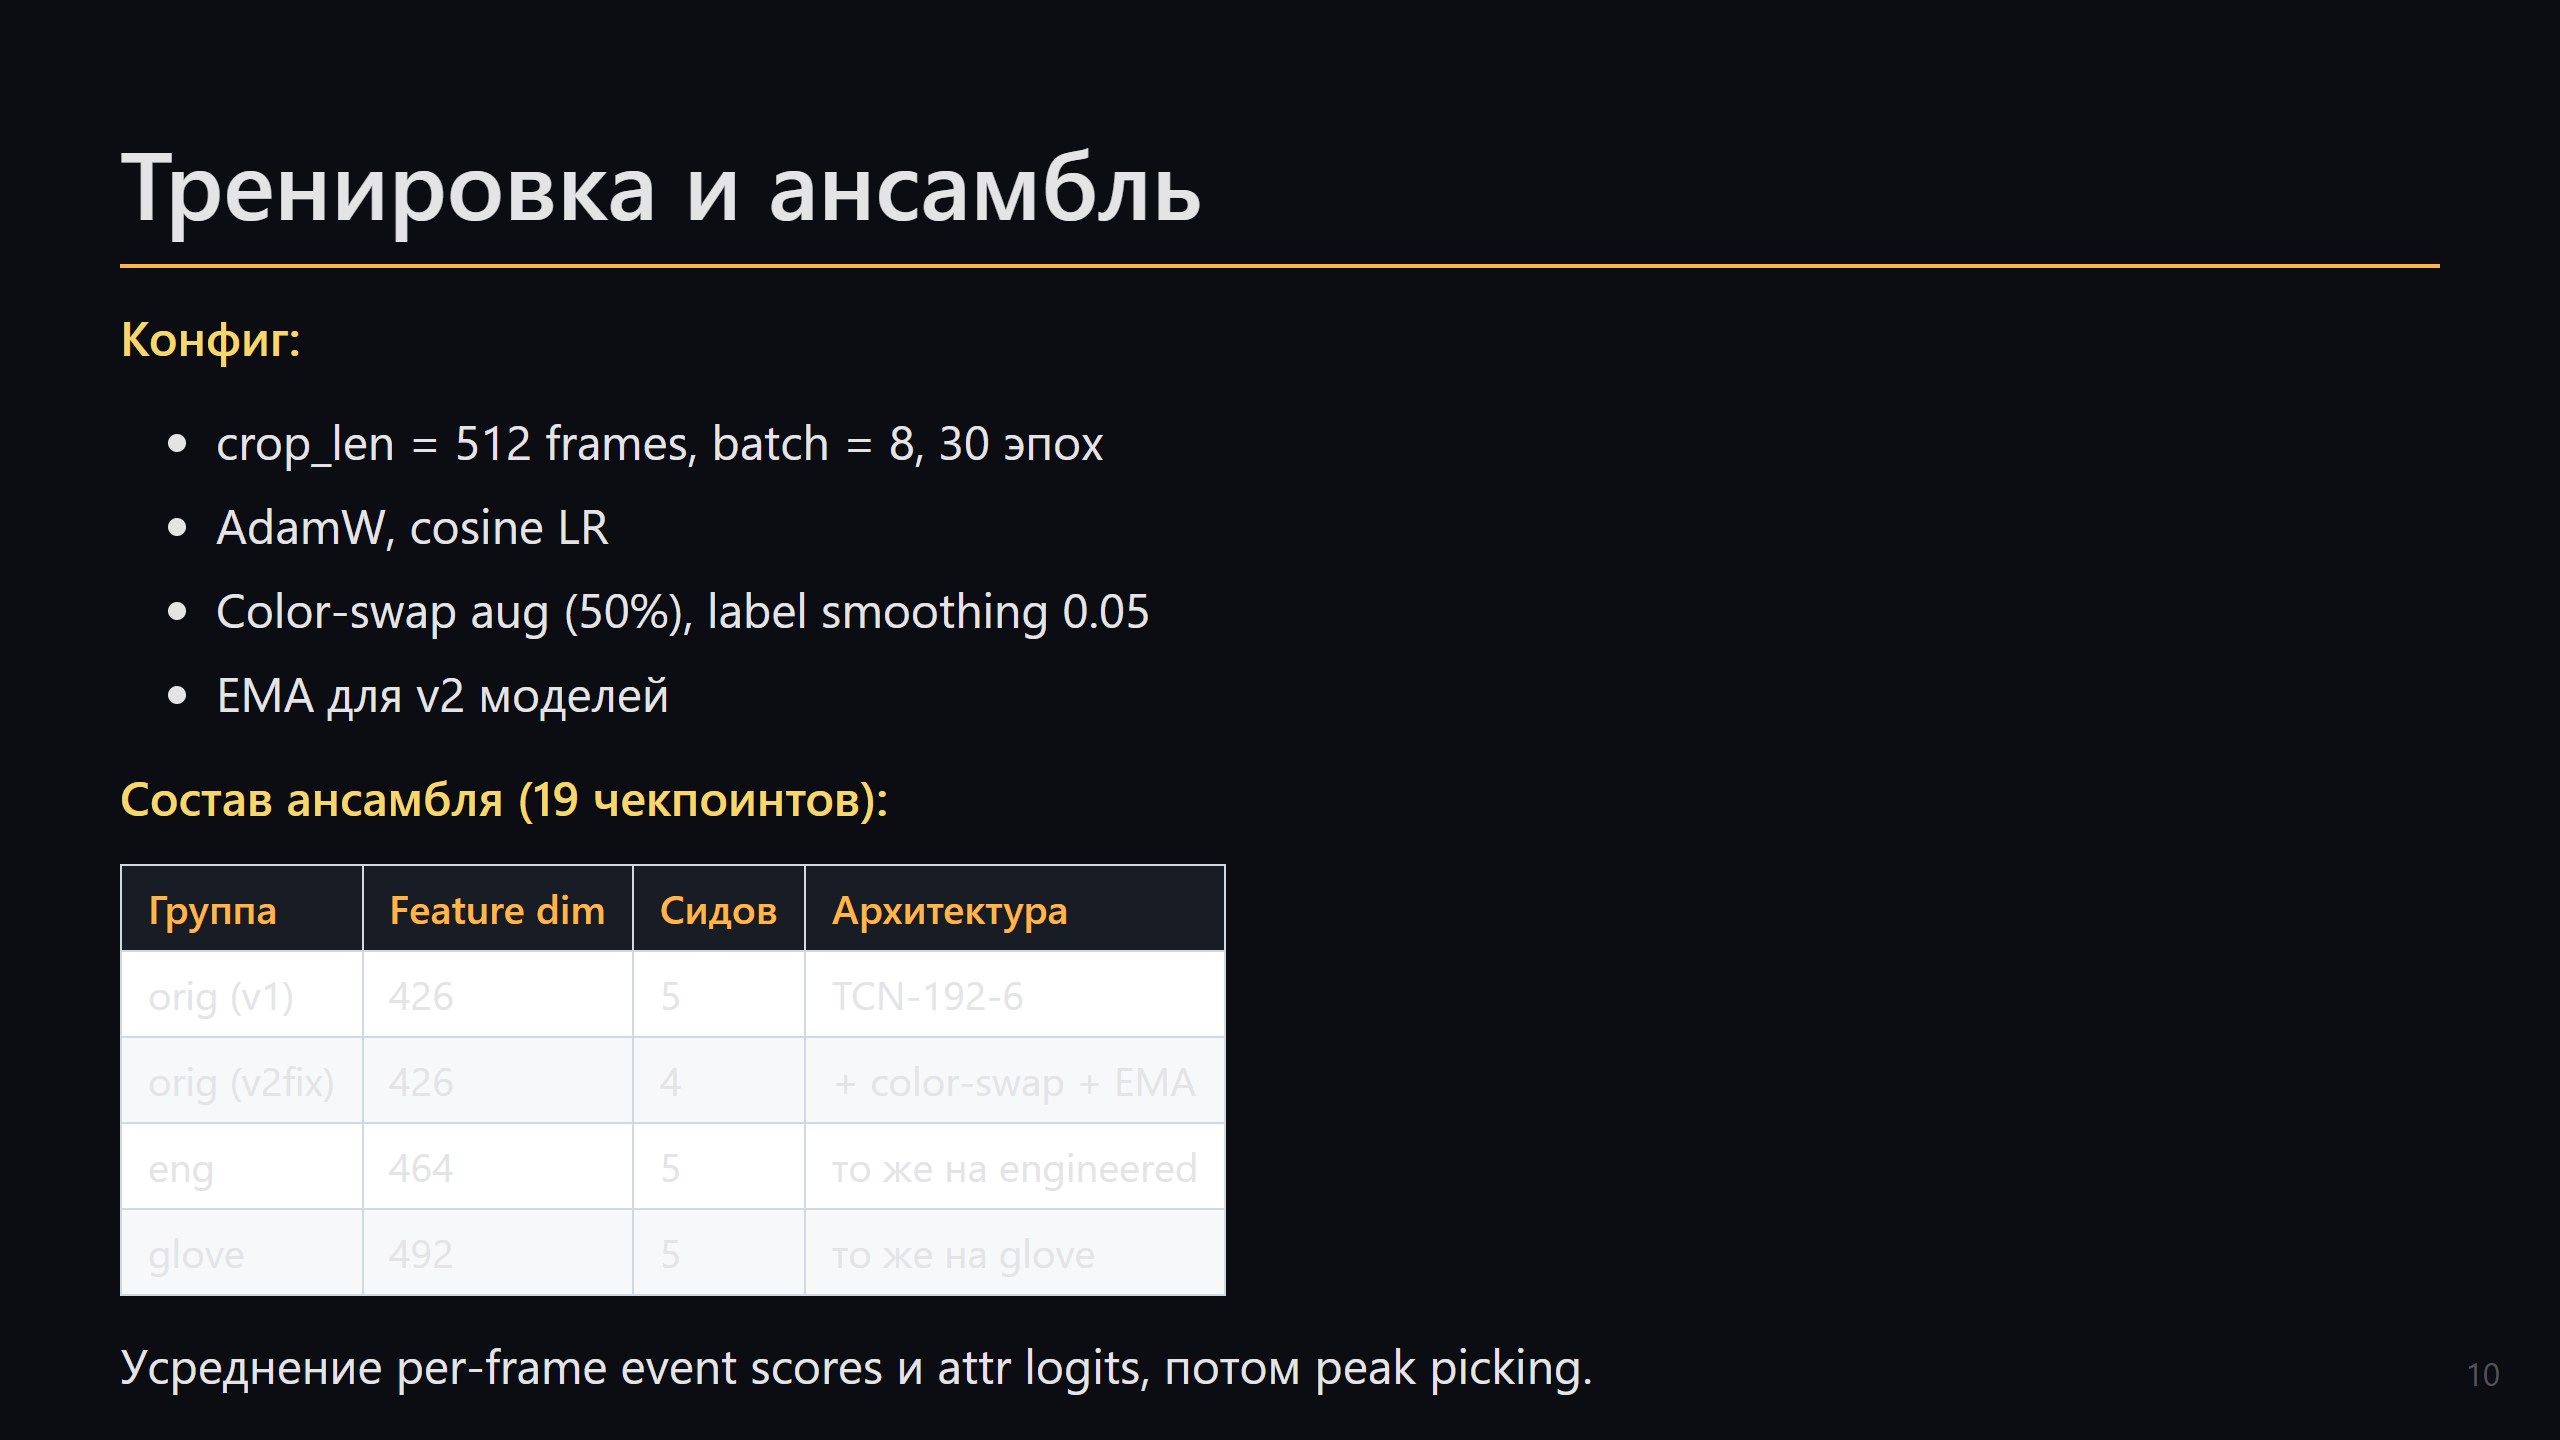 Тренировка и ансамбль
Конфиг:
crop_len = 512 frames, batch = 8, 30 эпох
AdamW, cosine LR
Color-swap aug (50%), label smoothing 0.05
EMA для v2 моделей
Состав ансамбля (19 чекпоинтов):
Группа Feature dim Сидов Архитектура
orig (v1) 426 5 TCN-192-6
orig (v2fix) 426 4 + color-swap + EMA
eng 464 5 то же на engineered
glove 492 5 то же на glove
Усреднение per-frame event scores и attr logits, потом peak picking.
10